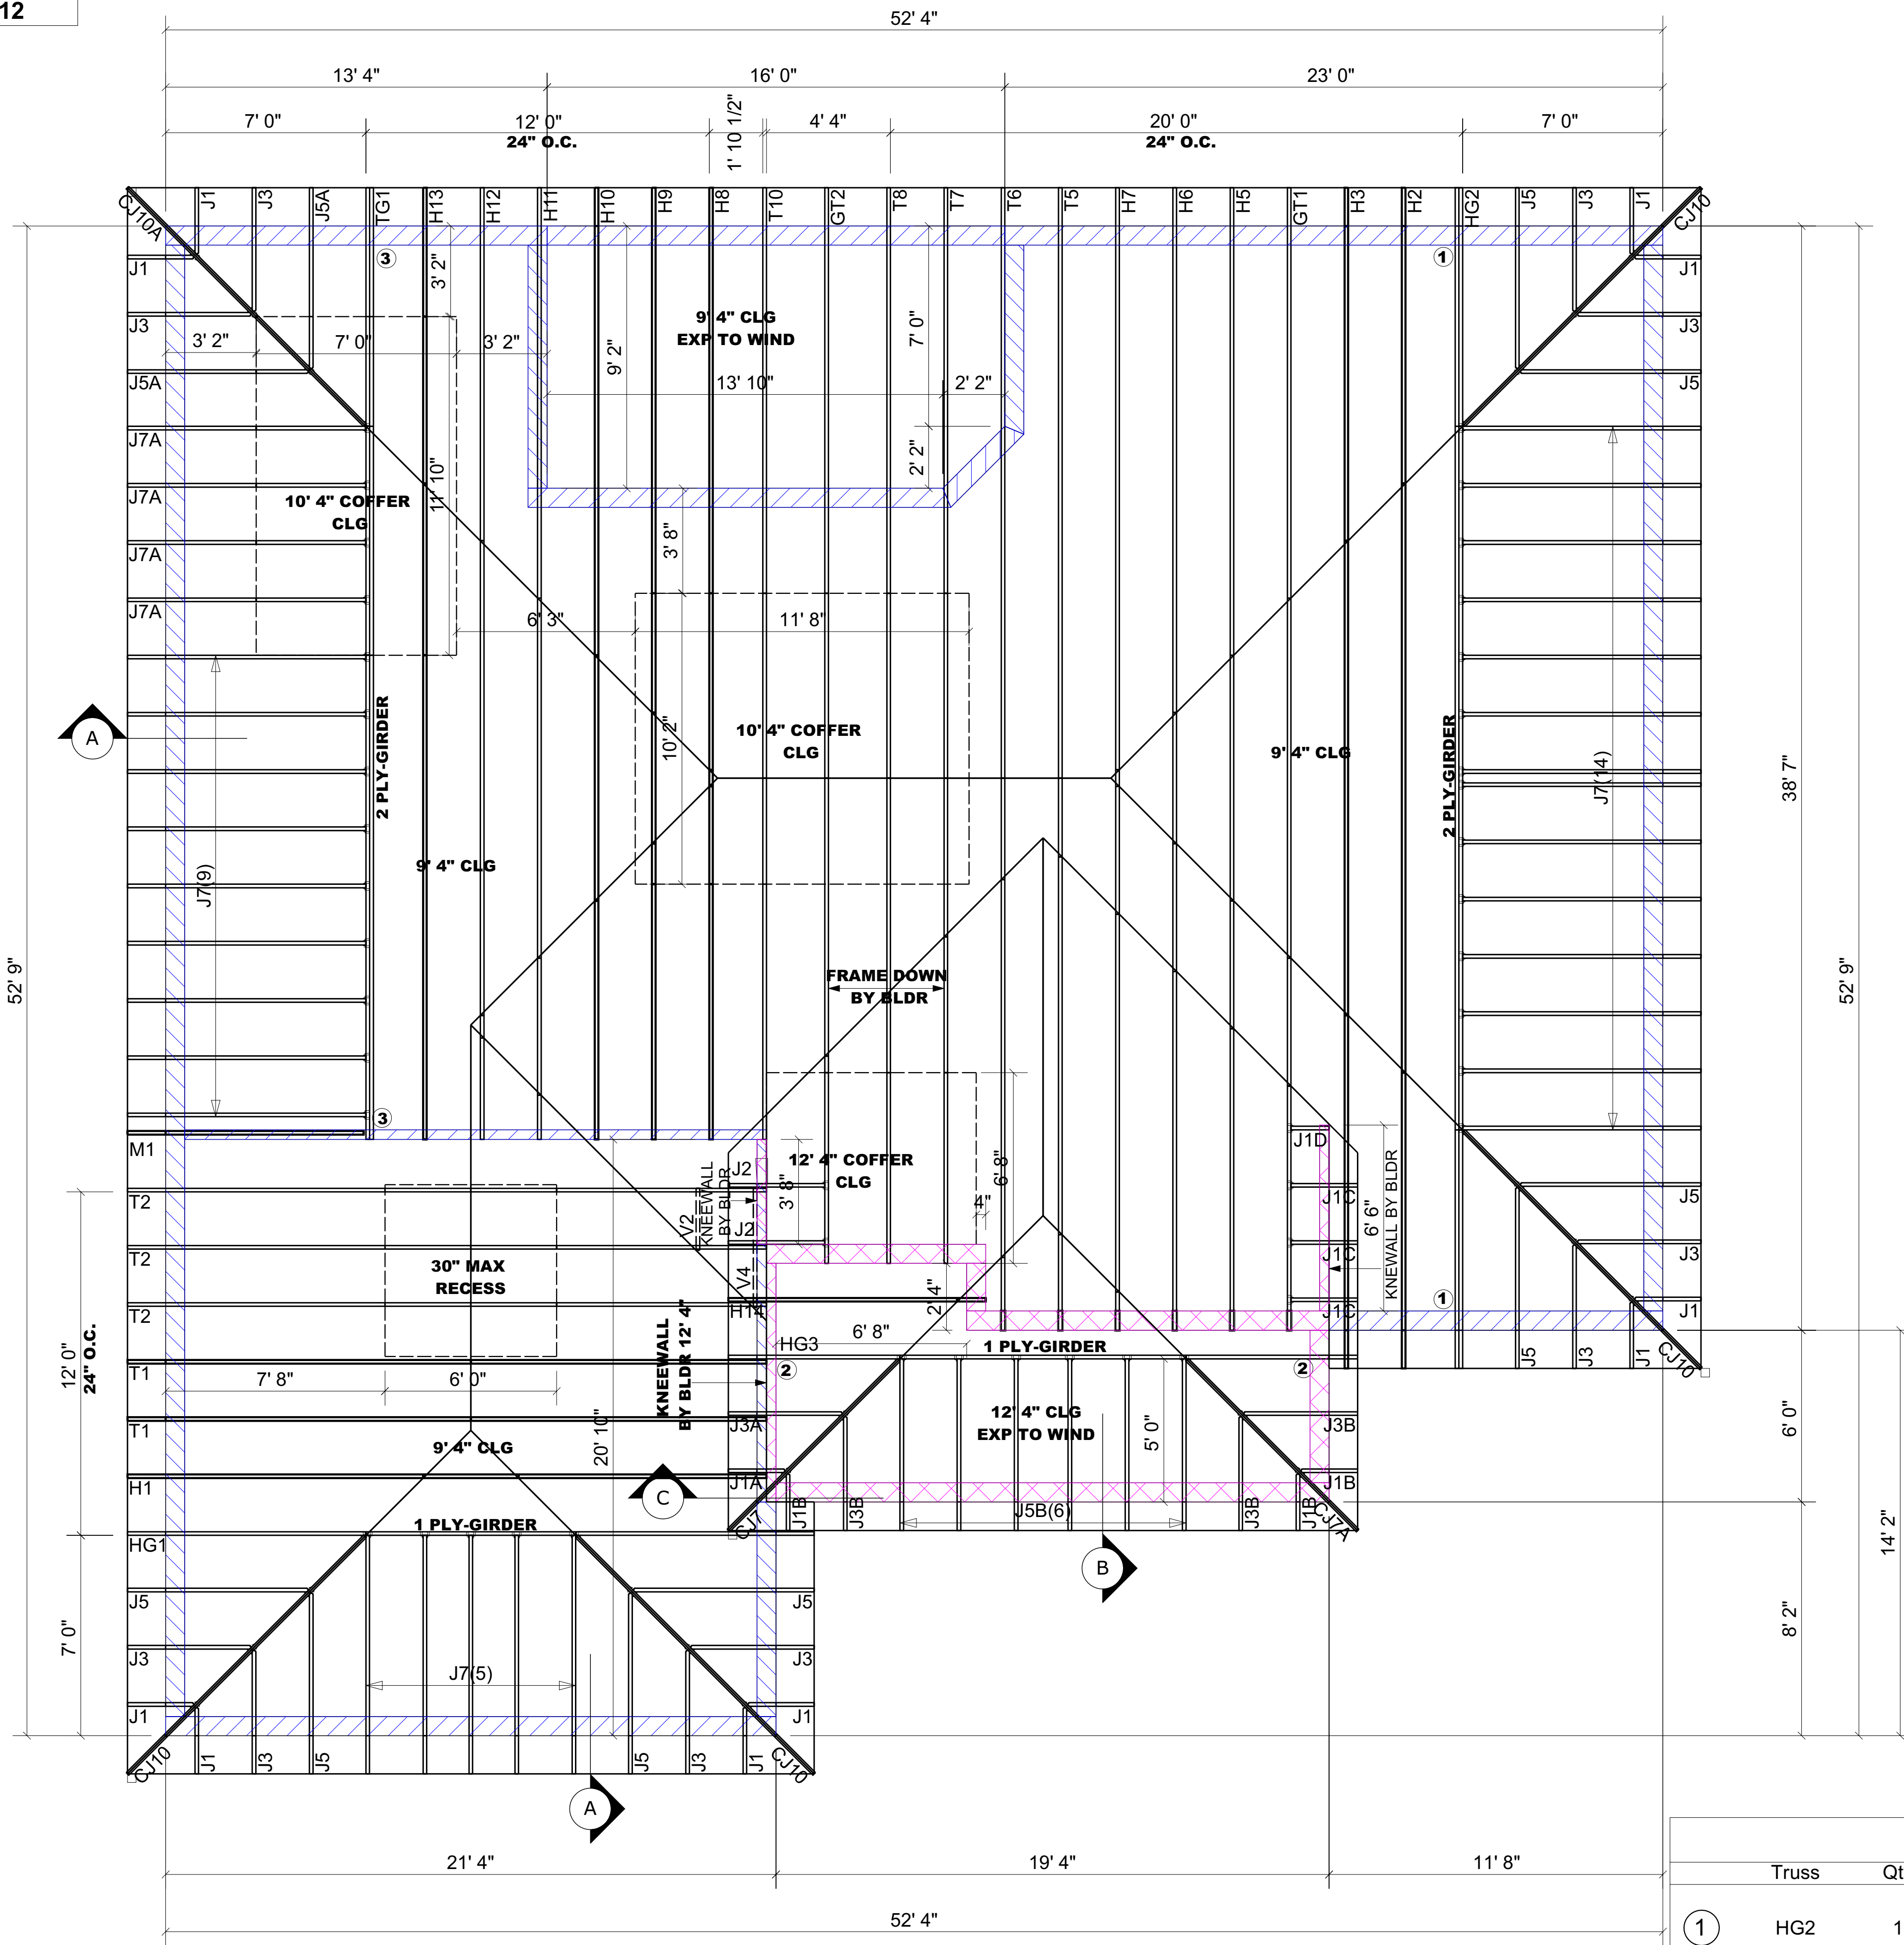 12
52' 4"
13' 4"
16' 0"
23' 0"
7' 0"
12' 0"
24" O.C.
1' 10 1/2"
4' 4"
20' 0"
24" O.C.
7' 0"
CJ10A
J1
J3
J5A
TG1
H13
H12
H11
H10
H9
H8
T10
GT2
T8
T7
T6
T5
H7
H6
H5
GT1
H3
H2
HG2
J5
J3
J1
CJ10
J1
3
3' 2"
1
J1
J3
9' 4" CLG
EXP TO WIND
7' 0"
J3
3' 2"
7' 0"
3' 2"
9' 2"
13' 10"
2' 2"
J5A
J5
J7A
11' 10"
2' 2"
J7A
10' 4" COFFER
CLG
3' 8"
J7A
J7A
6' 3"
11' 8"
A
2 PLY-GIRDER
10' 2"
10' 4" COFFER
CLG
9' 4" CLG
2 PLY-GIRDER
J7(14)
38' 7"
J7(9)
9' 4" CLG
52' 9"
52' 9"
FRAME DOWN
BY BLDR
3
M1
J2
KNEEWALL
BY BLDR
12' 4" COFFER
CLG
3' 8"
6' 8"
4"
J1D
J1C
6' 6"
KNEWALL BY BLDR
J5
T2
V2
J2
J1C
J3
T2
30" MAX
RECESS
V4
H14
2' 4"
J1C
1
J1
T2
12' 0"
24" O.C.
KNEEWALL
BY BLDR 12' 4"
HG3
6' 8"
1 PLY-GIRDER
2
2
J5
J3
J1
CJ10
T1
7' 8"
6' 0"
T1
9' 4" CLG
20' 10"
J3A
12' 4" CLG
EXP TO WIND
5' 0"
J3B
6' 0"
H1
C
J1A
J1B
CJ7
J1B
J3B
J5B(6)
J3B
J1B
CJ7A
HG1
1 PLY-GIRDER
14' 2"
B
J5
J5
7' 0"
8' 2"
J3
J7(5)
J3
J1
J1
CJ10
J1
J3
J5
J5
J3
J1
CJ10
A
21' 4"
19' 4"
11' 8"
52' 4"
Truss
Qt
1
HG2
1